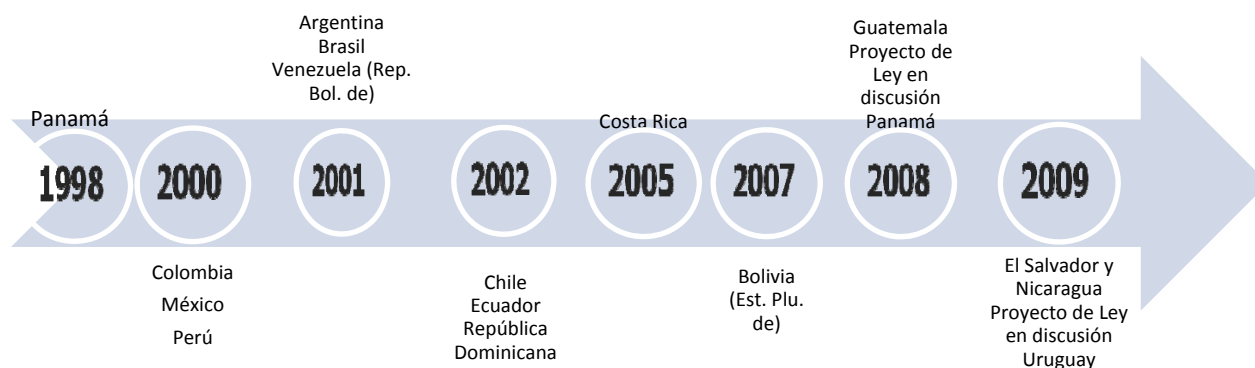 Panamá
1998
2000
Colombia
México
Perú
Argentina
Brasil
Venezuela (Rep.
Bol. de)
2001
2002
Chile
Ecuador
República
Dominicana
Costa Rica
2005
2007
Bolivia
(Est. Plu.
de)
Guatemala
Proyecto de
Ley en
discusión
Panamá
2008
2009
El Salvador y
Nicaragua
Proyecto de Ley
en discusión
Uruguay